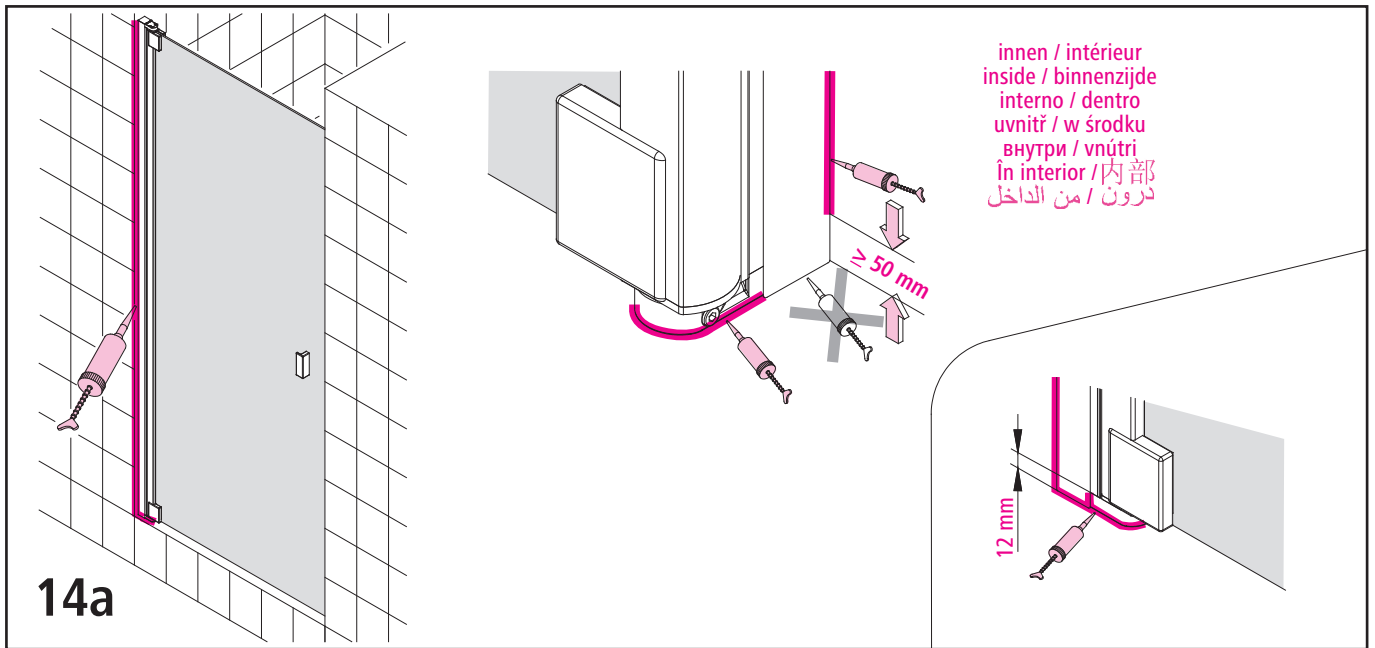 innen / intérieur
inside / binnenzijde
interno / dentro
uvnitř / w środku
внутри / vnútri
În interior /内部
درون / من الداخل
≥ 50 mm
12 mm
14a